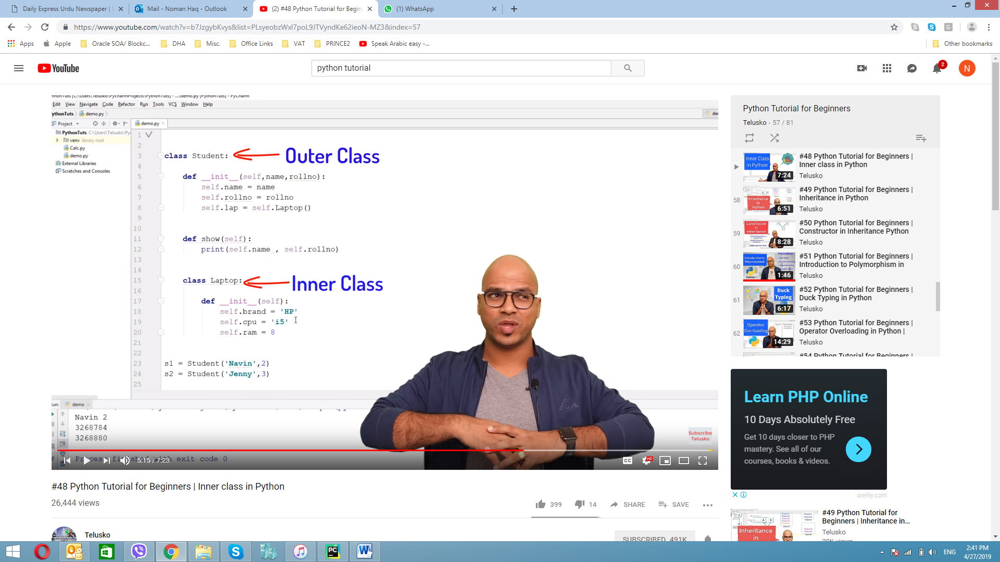 Daily Express Urdu Newspaper |
Mail - Noman Haq - Outlook
(2) #48 Python Tutorial for Begin
(1) WhatsApp
https://www.youtube.com/watch?v=b7JzgybKvys&list=PLsyeobzWxl7poL9JTVyndKe62ieoN-MZ3&index=57
Apps
Apple
Oracle SOA/ Blockc...
DHA
Misc.
Office Links
VAT
PRINCE2
Speak Arabic easy -...
Other bookmarks
YouTube
python tutorial
2
N
Edit View Navigate Code Refactor Run Tools VCS Window Help
ythonTuts demo.py
Project
demo.py
PythonTuts C:\Users\Telusko\Py
venv library root
Calc.py
demo.py
External Libraries
Scratches and Consoles
1
2
3 class Student: Outer Class
4
5 def __init__(self,name,rollno):
6 self.name = name
7 self.rollno = rollno
8 self.lap = self.Laptop()
9
10
11 def show(self):
12 print(self.name , self.rollno)
13
14
15 class Laptop: Inner Class
16
17 def __init__(self):
18 self.brand = 'HP'
19 self.cpu = 'i5'
20 self.ram = 8
21
22
23 s1 = Student('Navin',2)
24 s2 = Student('Jenny',3)
25
demo
Navin 2
3268784
3268880
Process finished with exit code 0
Subscribe
Telusko
5:15 / 7:23
CC
HD
#48 Python Tutorial for Beginners | Inner class in Python
26,444 views
399
14
SHARE
SAVE
Telusko
SUBSCRIBED 491K
Python Tutorial for Beginners
Telusko - 57 / 81
Inner Class
in Python
7:24
#48 Python Tutorial for Beginners |
Inner class in Python
Telusko
58
Inheritance
in
Python
6:51
#49 Python Tutorial for Beginners |
Inheritance in Python
Telusko
59
Constructor
in
Inheritance
8:28
#50 Python Tutorial for Beginners |
Constructor in Inheritance Python
Telusko
60
Introduction to
Polymorphism
Python
1:46
#51 Python Tutorial for Beginners |
Introduction to Polymorphism in
Telusko
61
Duck
Typing
6:17
#52 Python Tutorial for Beginners |
Duck Typing in Python
Telusko
62
Operator
Overloading
14:29
#53 Python Tutorial for Beginners |
Operator Overloading in Python |
Telusko
#54 Python Tutorial for Beginners |
Learn PHP Online
10 Days Absolutely Free
Get 10 days closer to PHP
mastery. See all of our
courses, books & videos.
oreilly.com
Inheritance
in
#49 Python Tutorial for
Beginners | Inheritance in...
Telusko
PC
W
ENG
2:41 PM
4/27/2019